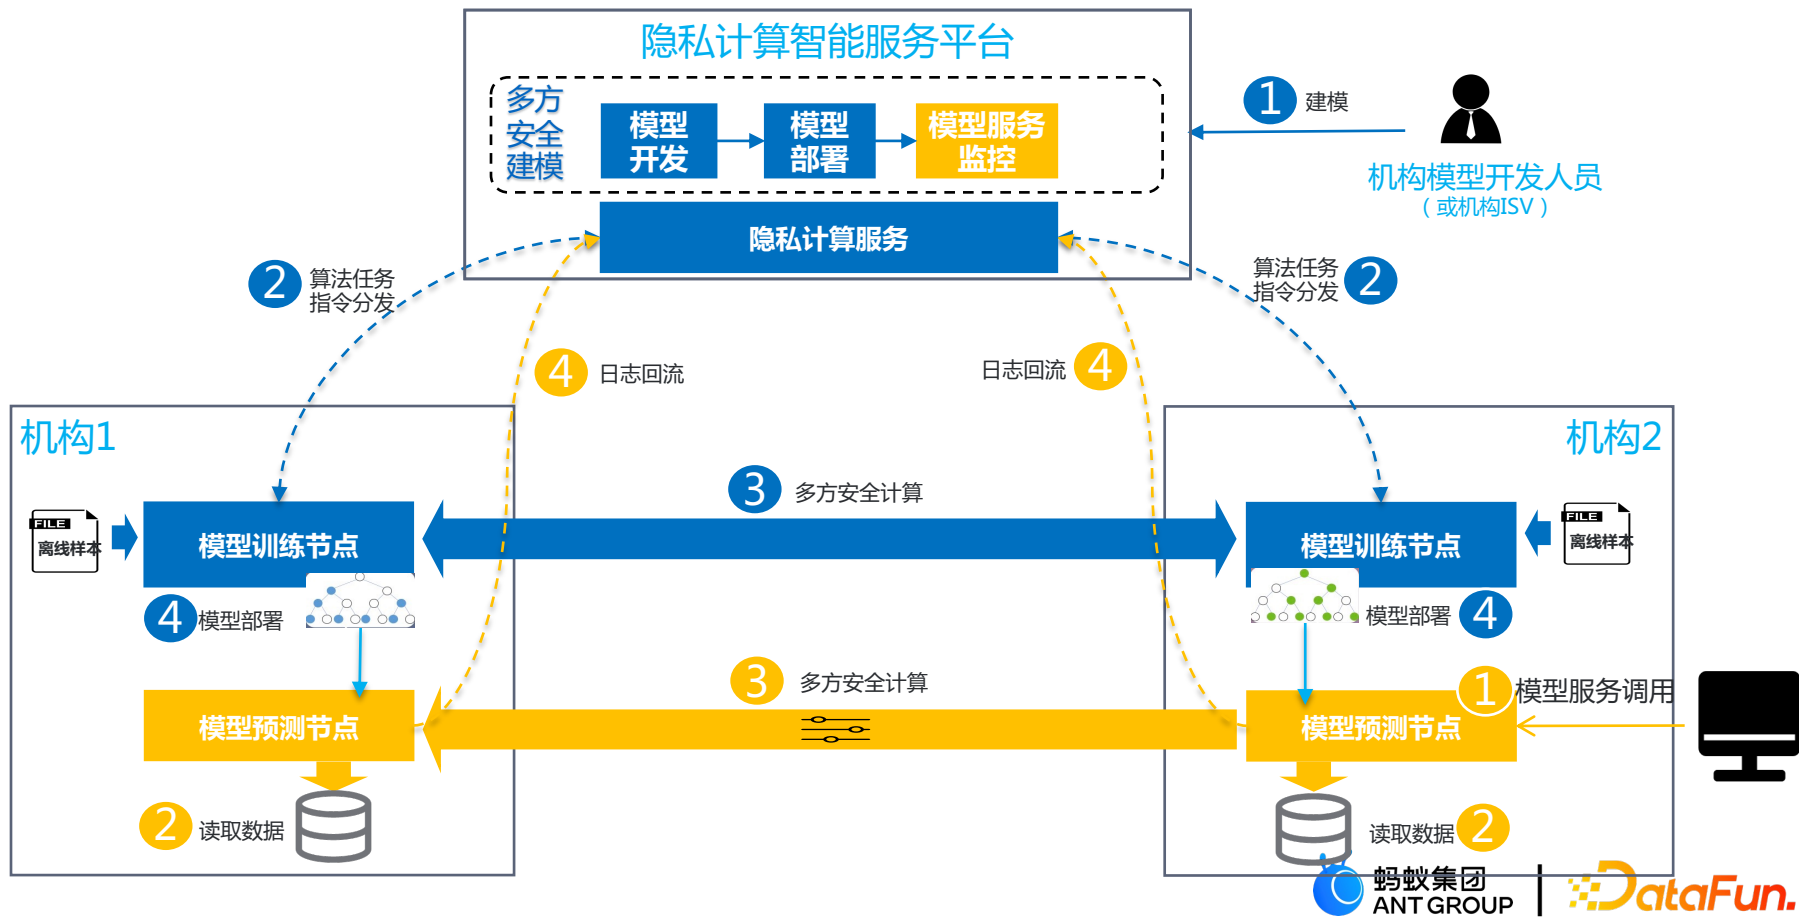 隐私计算智能服务平台
多方
安全
建模
模型
开发
模型
部署
模型服务
监控
隐私计算服务
1
建模
机构模型开发人员
（或机构ISV）
2
算法任务
指令分发
算法任务
指令分发
2
4
日志回流
日志回流
4
机构1
机构2
FILE
离线样本
模型训练节点
3
多方安全计算
模型训练节点
FILE
离线样本
4
模型部署
模型部署
4
模型预测节点
3
多方安全计算
模型预测节点
1
模型服务调用
2
读取数据
读取数据
2
蚂蚁集团
ANT GROUP
DataFun.